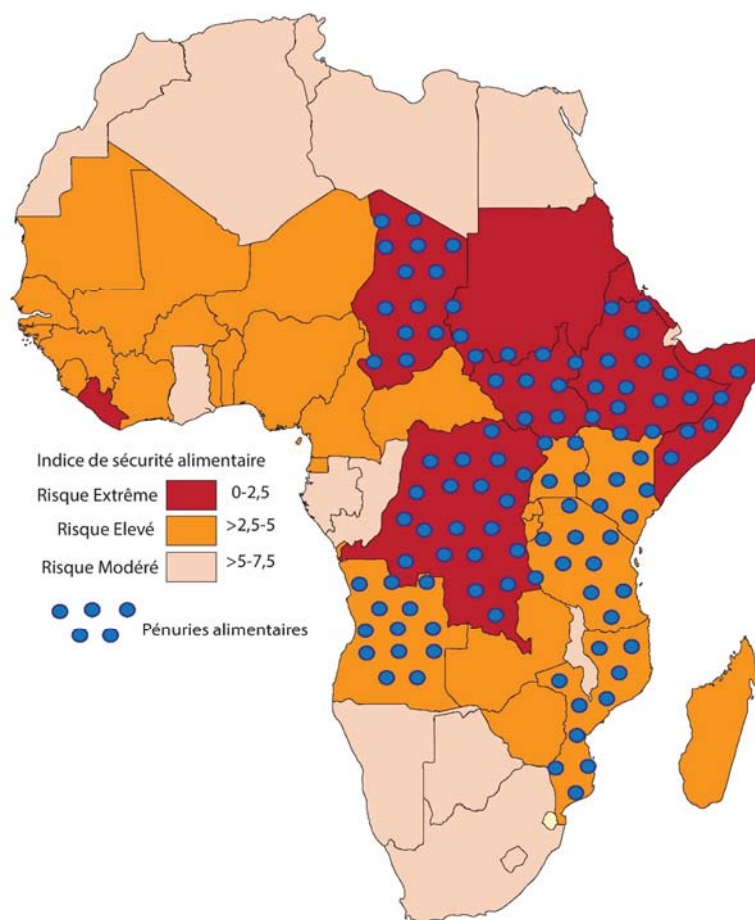 Indice de sécurité alimentaire
Risque Extrême 0-2,5
Risque Elevé >2,5-5
Risque Modéré >5-7,5
Pénuries alimentaires